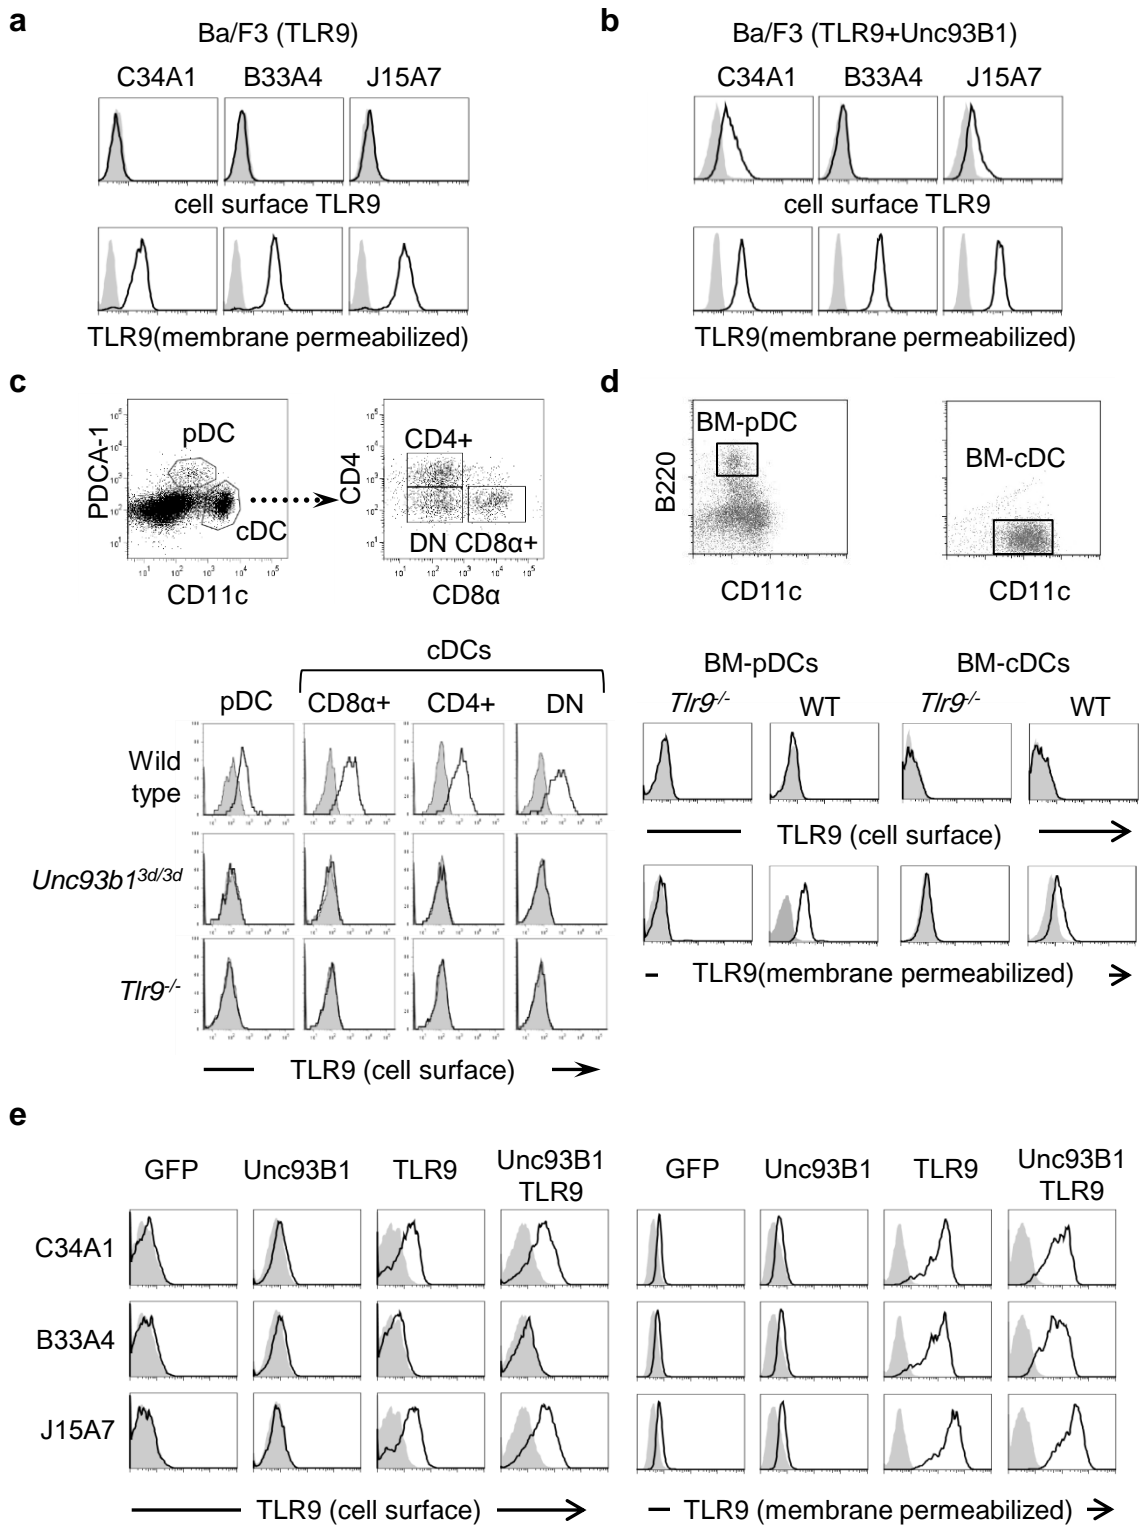 a
Ba/F3 (TLR9)
C34A1 B33A4 J15A7
cell surface TLR9
TLR9(membrane permeabilized)
b
Ba/F3 (TLR9+Unc93B1)
C34A1 B33A4 J15A7
cell surface TLR9
TLR9(membrane permeabilized)
c
PDCA-1
pDC
cDC
CD11c
CD4
CD4+
DN CD8α+
CD8α
cDCs
pDC CD8α+ CD4+ DN
Wild
type
Unc93b13d/3d
Tlr9-/-
TLR9 (cell surface)
d
B220
BM-pDC
CD11c
BM-cDC
CD11c
BM-pDCs BM-cDCs
Tlr9-/- WT Tlr9-/- WT
TLR9 (cell surface)
TLR9(membrane permeabilized)
e
GFP Unc93B1 TLR9 Unc93B1
TLR9
GFP Unc93B1 TLR9 Unc93B1
TLR9
C34A1
B33A4
J15A7
TLR9 (cell surface)
TLR9 (membrane permeabilized)